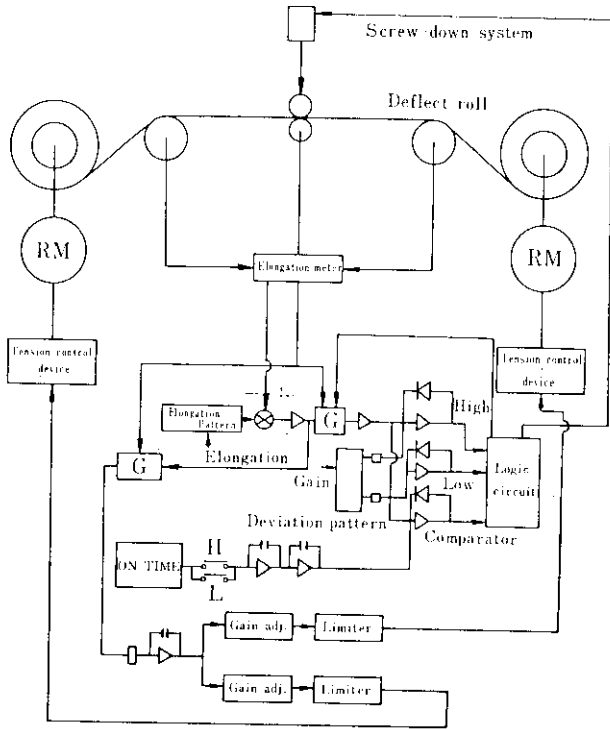 Screw-down system
Deflect roll
RM
RM
Elongation meter
Tension control
device
Tension control
device
Elongation
Pattern
G
High
G
Elongation
Gain
Low
Logic
circuit
Deviation pattern
H
Comparator
ON TIME
L
Gain adj.
Limiter
Gain adj.
Limiter